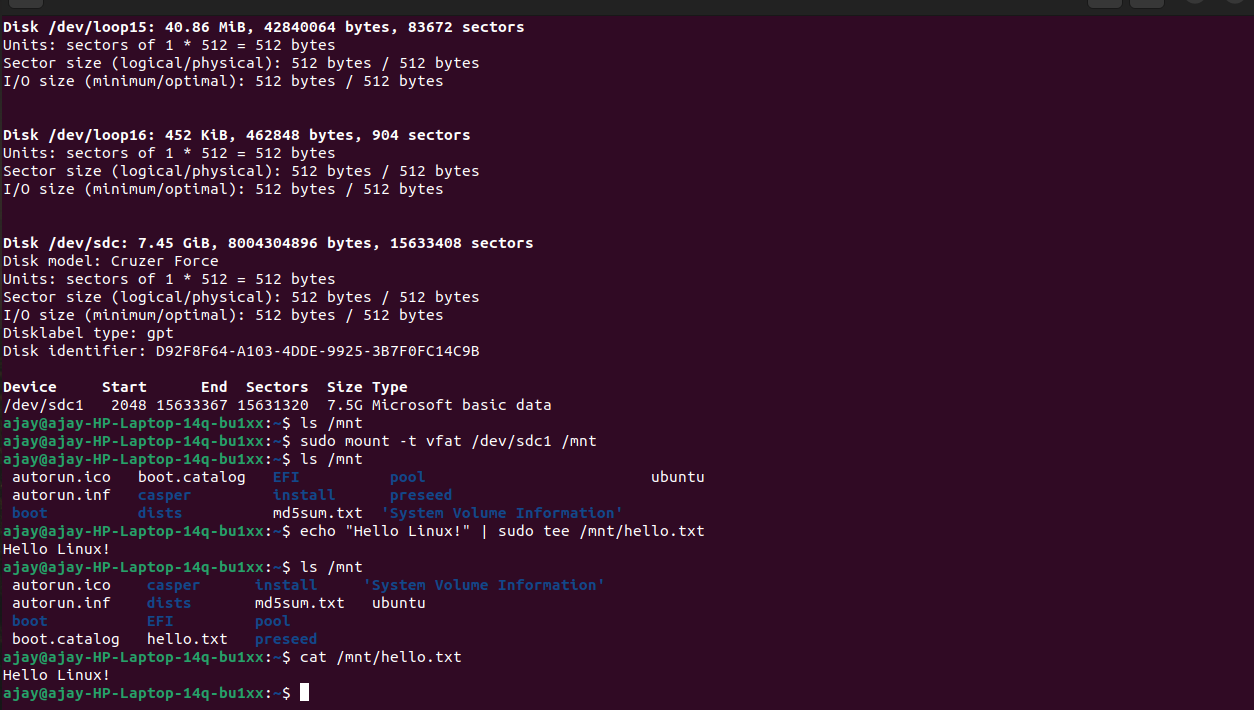 Disk /dev/loop15: 40.86 MiB, 42840064 bytes, 83672 sectors
Units: sectors of 1 * 512 = 512 bytes
Sector size (logical/physical): 512 bytes / 512 bytes
I/O size (minimum/optimal): 512 bytes / 512 bytes
Disk /dev/loop16: 452 KiB, 462848 bytes, 904 sectors
Units: sectors of 1 * 512 = 512 bytes
Sector size (logical/physical): 512 bytes / 512 bytes
I/O size (minimum/optimal): 512 bytes / 512 bytes
Disk /dev/sdc: 7.45 GiB, 8004304896 bytes, 15633408 sectors
Disk model: Cruzer Force
Units: sectors of 1 * 512 = 512 bytes
Sector size (logical/physical): 512 bytes / 512 bytes
I/O size (minimum/optimal): 512 bytes / 512 bytes
Disklabel type: gpt
Disk identifier: D92F8F64-A103-4DDE-9925-3B7F0FC14C9B
Device     Start      End  Sectors  Size Type
/dev/sdc1   2048 15633367 15631320  7.5G Microsoft basic data
ajay@ajay-HP-Laptop-14q-bu1xx:~$ ls /mnt
ajay@ajay-HP-Laptop-14q-bu1xx:~$ sudo mount -t vfat /dev/sdc1 /mnt
ajay@ajay-HP-Laptop-14q-bu1xx:~$ ls /mnt
 autorun.ico   boot.catalog   EFI          pool                         ubuntu
 autorun.inf   casper         install      preseed
 boot          dists          md5sum.txt  'System Volume Information'
ajay@ajay-HP-Laptop-14q-bu1xx:~$ echo "Hello Linux!" | sudo tee /mnt/hello.txt
Hello Linux!
ajay@ajay-HP-Laptop-14q-bu1xx:~$ ls /mnt
 autorun.ico    casper      install     'System Volume Information'
 autorun.inf    dists       md5sum.txt   ubuntu
 boot           EFI         pool
 boot.catalog   hello.txt   preseed
ajay@ajay-HP-Laptop-14q-bu1xx:~$ cat /mnt/hello.txt
Hello Linux!
ajay@ajay-HP-Laptop-14q-bu1xx:~$